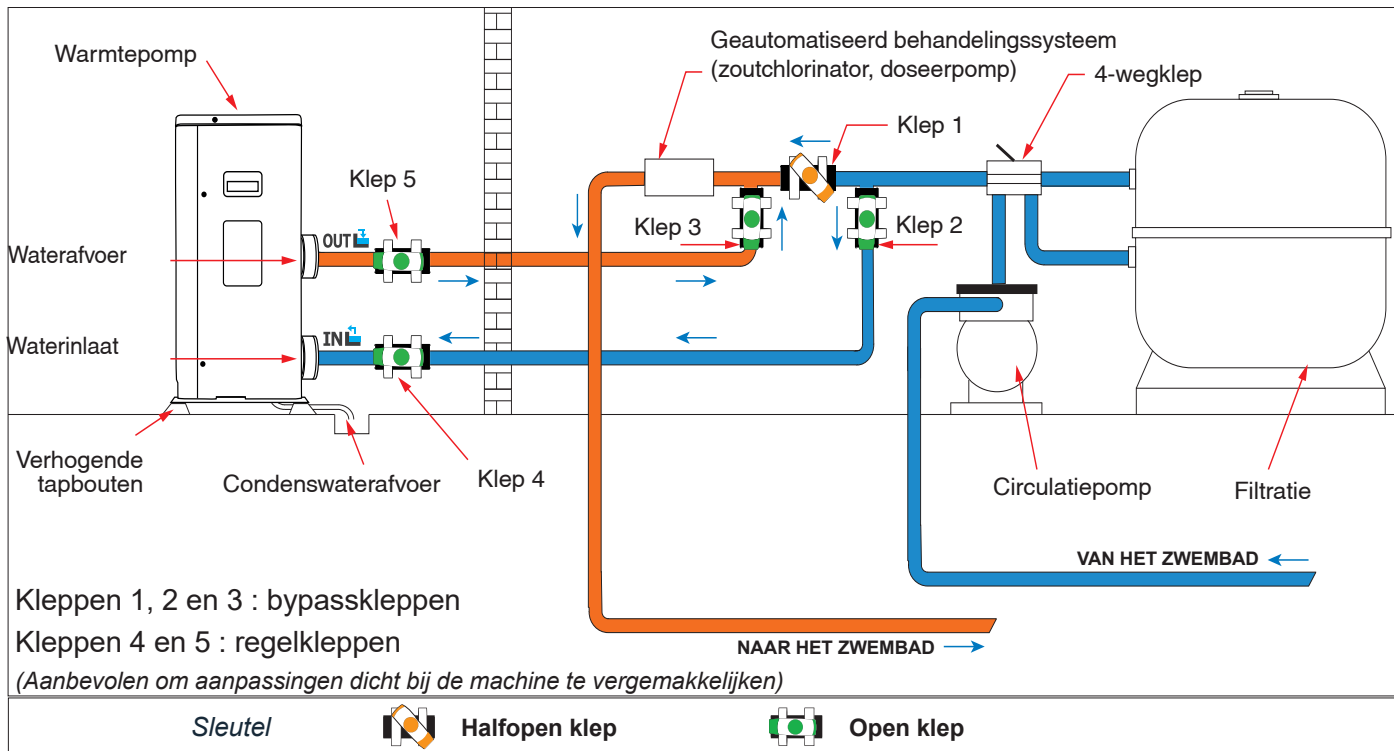 Warmtepomp
Geautomatiseerd behandelingssysteem
(zoutchlorinator, doseerpomp)
4-wegklep
Klep 1
Klep 5
Klep 3
Klep 2
OUT
Waterafvoer
IN
Waterinlaat
Verhogende
tapbouten
Condenswaterafvoer
Klep 4
Circulatiepomp
Filtratie
VAN HET ZWEMBAD
Kleppen 1, 2 en 3 : bypasskleppen
Kleppen 4 en 5 : regelkleppen
NAAR HET ZWEMBAD
(Aanbevolen om aanpassingen dicht bij de machine te vergemakkelijken)
Sleutel
Halfopen klep
Open klep